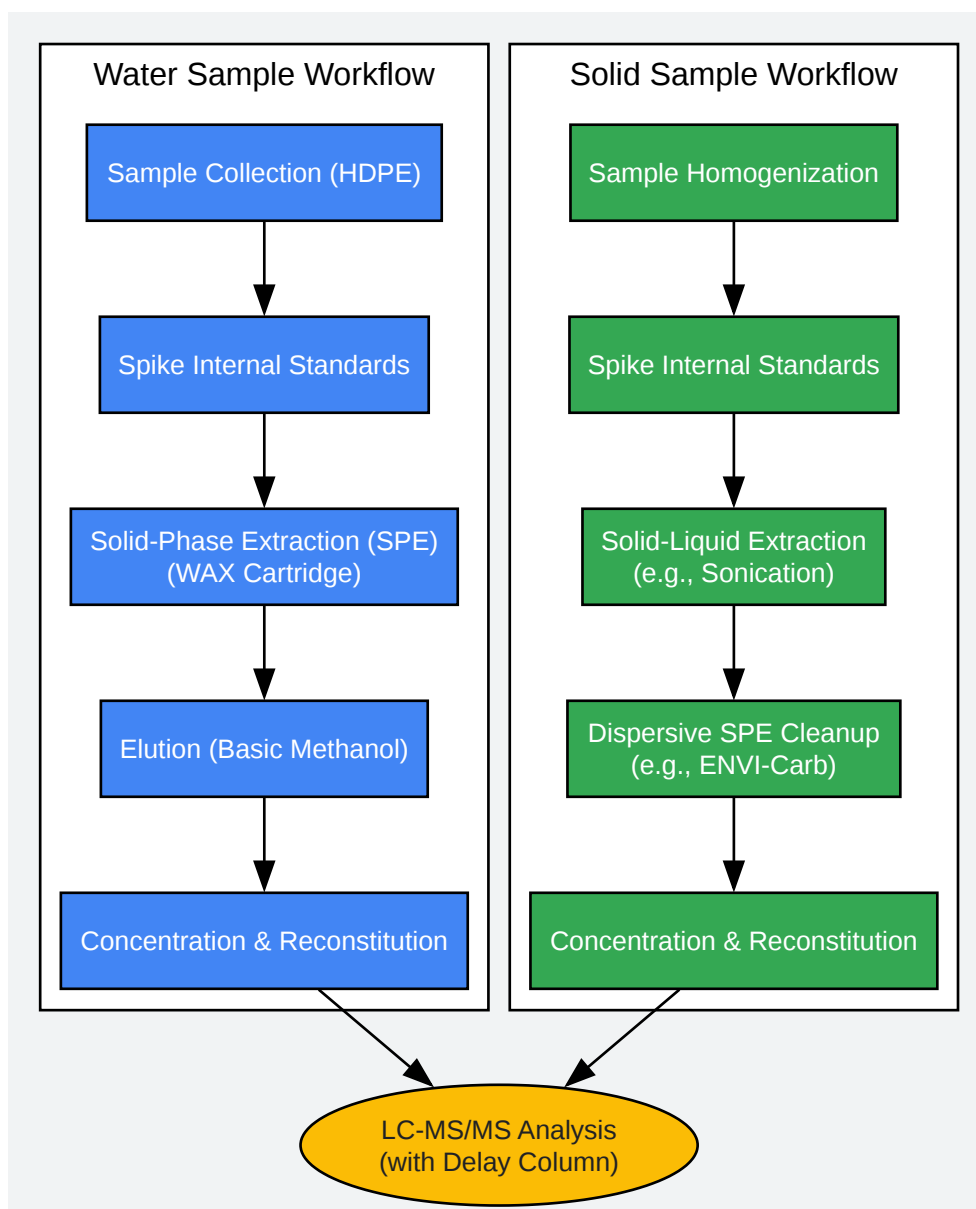 Water Sample Workflow
Sample Collection (HDPE)
Spike Internal Standards
Solid-Phase Extraction (SPE)
(WAX Cartridge)
Elution (Basic Methanol)
Concentration & Reconstitution
Solid Sample Workflow
Sample Homogenization
Spike Internal Standards
Solid-Liquid Extraction
(e.g., Sonication)
Dispersive SPE Cleanup
(e.g., ENVI-Carb)
Concentration & Reconstitution
LC-MS/MS Analysis
(with Delay Column)